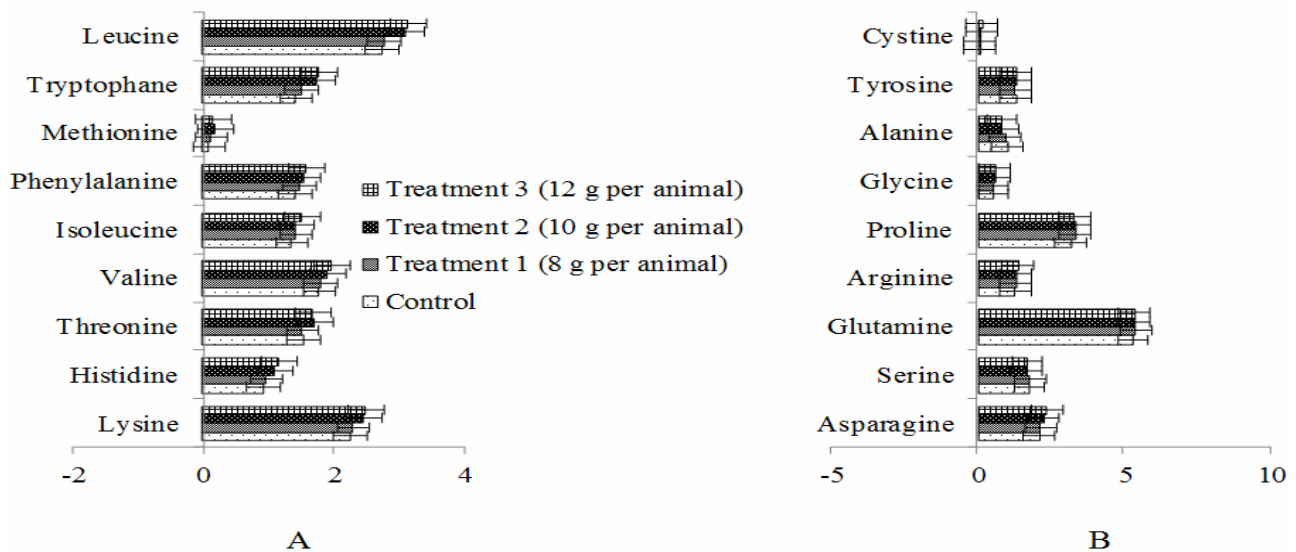 Leucine
Tryptophane
Methionine
Phenylalanine
Isoleucine
Valine
Threonine
Histidine
Lysine
-2 0 2 4
A
Treatment 3 (12 g per animal)
Treatment 2 (10 g per animal)
Treatment 1 (8 g per animal)
Control
Cystine
Tyrosine
Alanine
Glycine
Proline
Arginine
Glutamine
Serine
Asparagine
-5 0 5 10
B